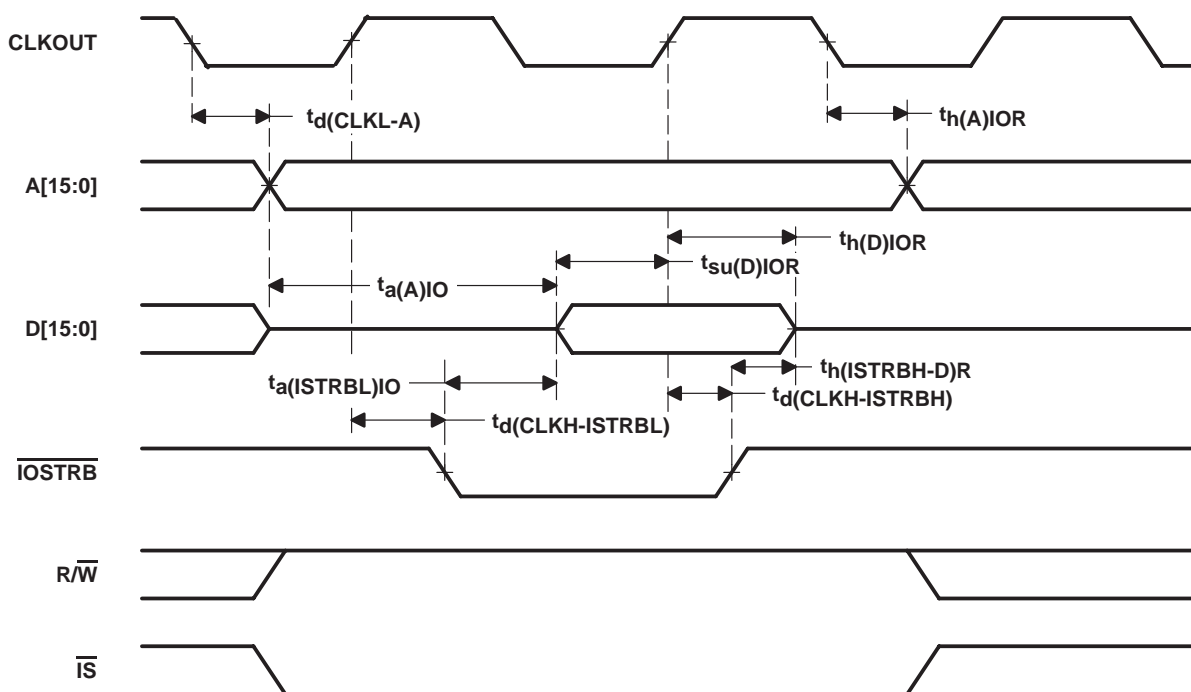 CLKOUT
td(CLKL-A)
th(A)IOR
A[15:0]
th(D)IOR
tsu(D)IOR
ta(A)IO
D[15:0]
th(ISTRBH-D)R
ta(ISTRBL)IO
td(CLKH-ISTRBH)
td(CLKH-ISTRBL)
IOSTRB
R/W
IS